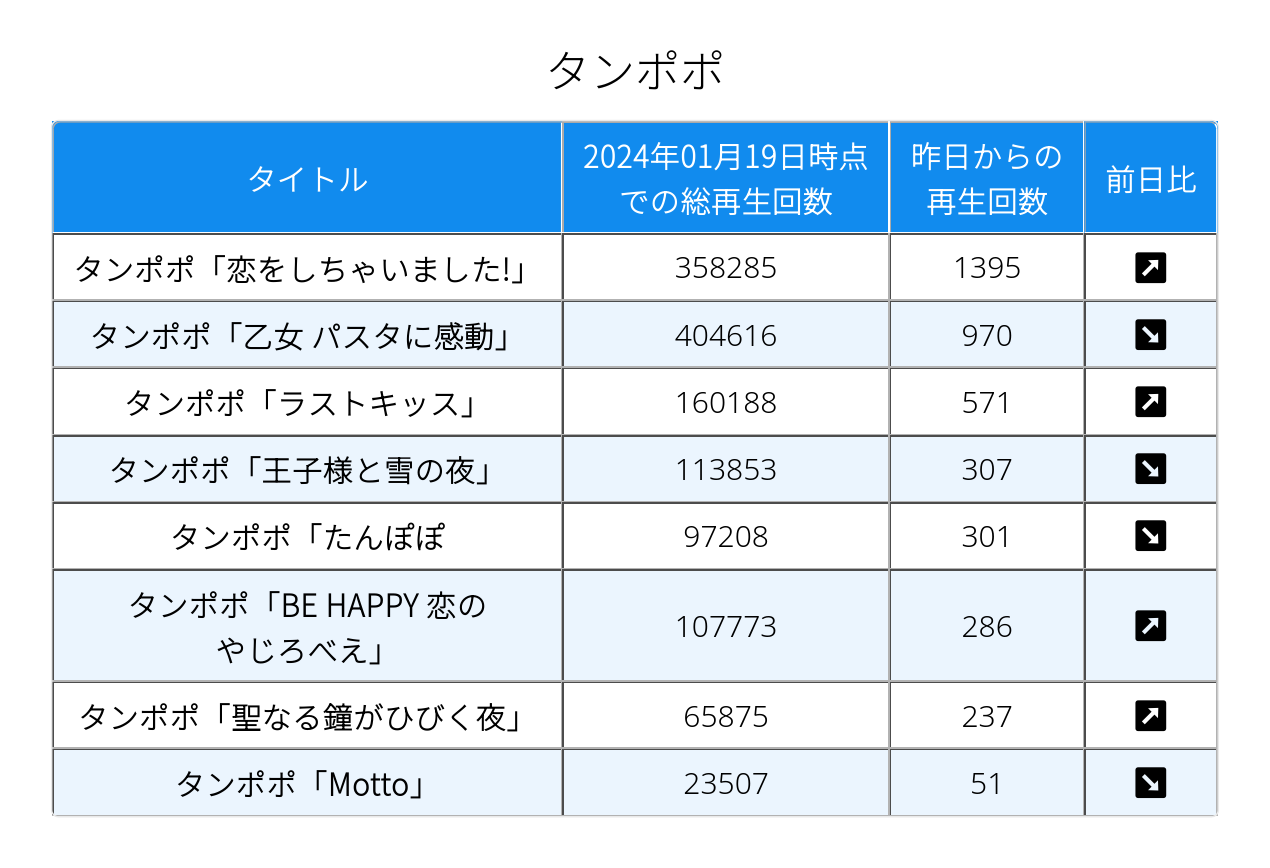 タンポポ
タイトル
2024年01月19日時点
での総再生回数
昨日からの
再生回数
前日比
タンポポ「恋をしちゃいました!」
358285
1395
タンポポ「乙女 パスタに感動」
404616
970
タンポポ「ラストキッス」
160188
571
タンポポ「王子様と雪の夜」
113853
307
タンポポ「たんぽぽ
97208
301
タンポポ「BE HAPPY 恋の
やじろべえ」
107773
286
タンポポ「聖なる鐘がひびく夜」
65875
237
タンポポ「Motto」
23507
51